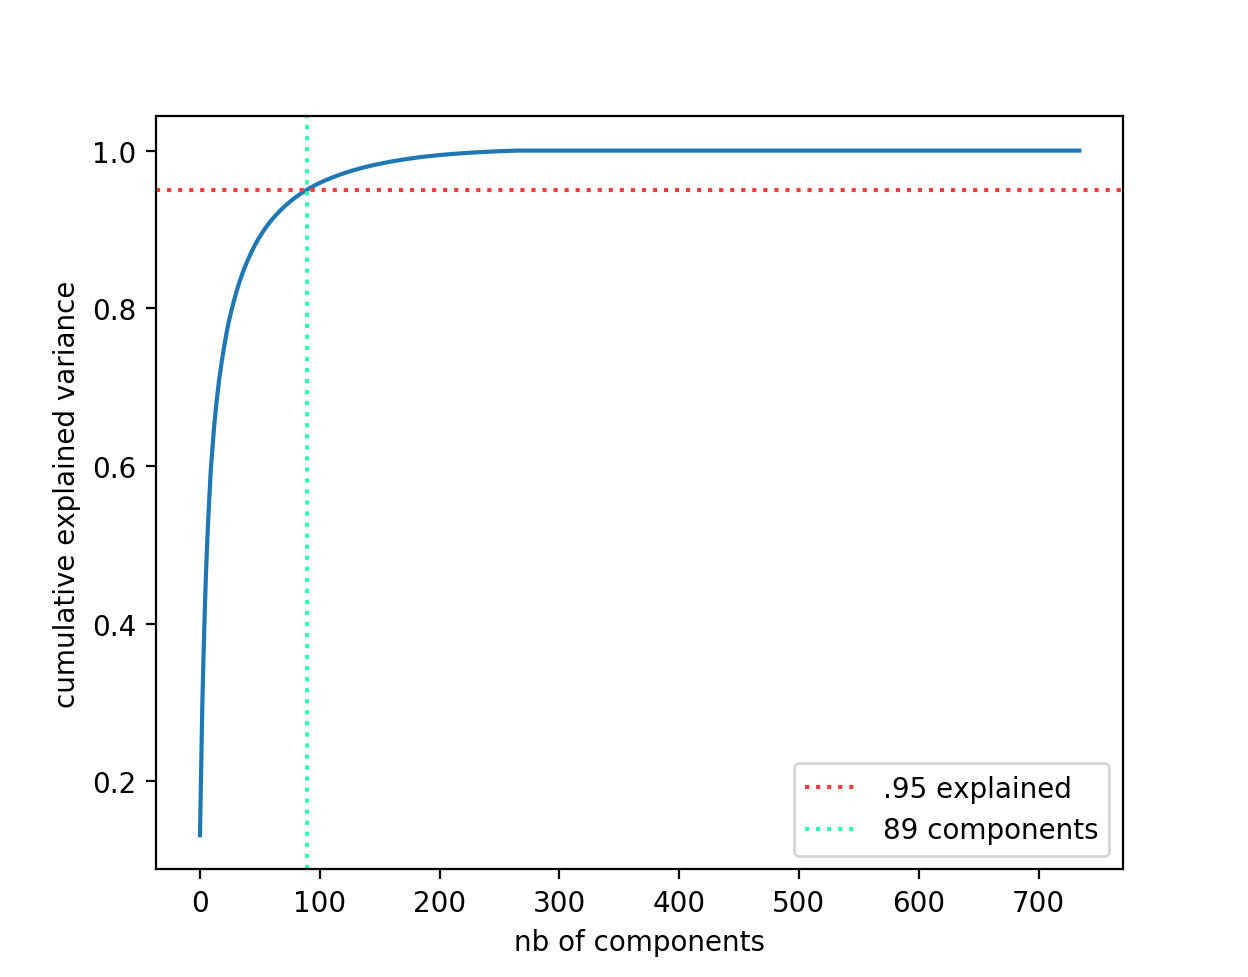 1.0
0.8
0.6
0.4
0.2
cumulative explained variance
.95 explained
89 components
0 100 200 300 400 500 600 700
nb of components